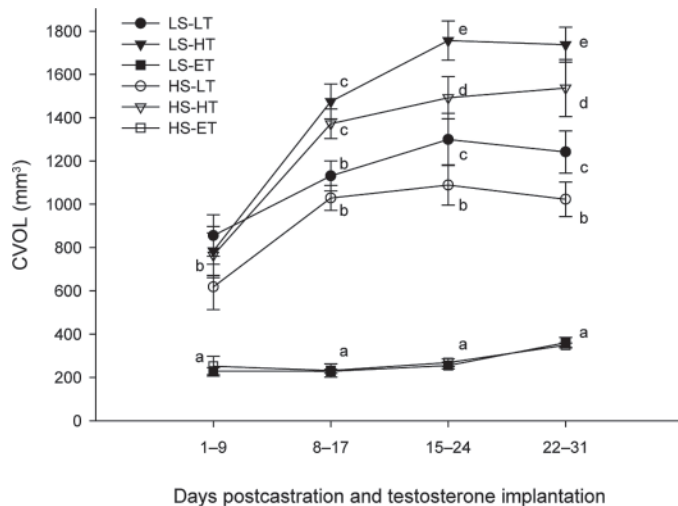 LS-LT
LS-HT
LS-ET
HS-LT
HS-HT
HS-ET
CVOL (mm³)
1800
1600
1400
1200
1000
800
600
400
200
0
e
e
c
d
d
c
b
c
c
b
b
b
b
a
a
a
a
1–9
8–17
15–24
22–31
Days postcastration and testosterone implantation